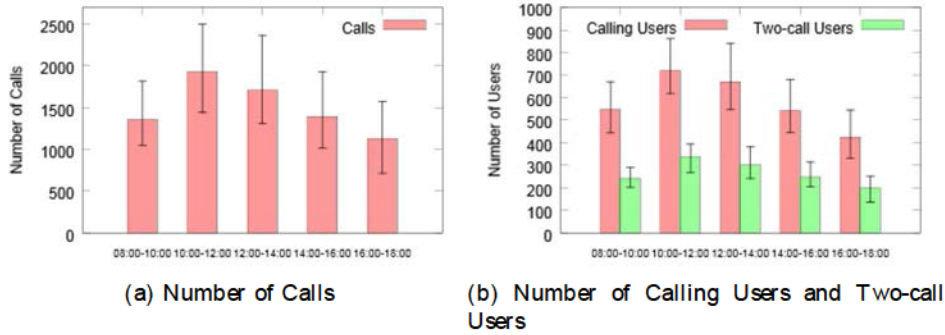 Number of Calls
2500
2000
1500
1000
500
0
Calls
08:00-10:00 10:00-12:00 12:00-14:00 14:00-16:00 16:00-18:00
(a) Number of Calls
Number of Users
1000
900
800
700
600
500
400
300
200
100
0
Calling Users Two-call Users
08:00-10:00 10:00-12:00 12:00-14:00 14:00-16:00 16:00-18:00
(b) Number of Calling Users and Two-call
Users